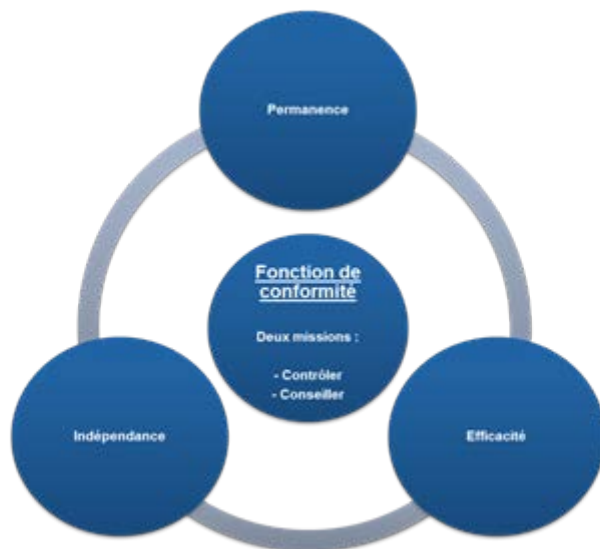 Permanence
Fonction de
conformité
Deux missions :
- Contrôler
- Conseiller
Indépendance
Efficacité